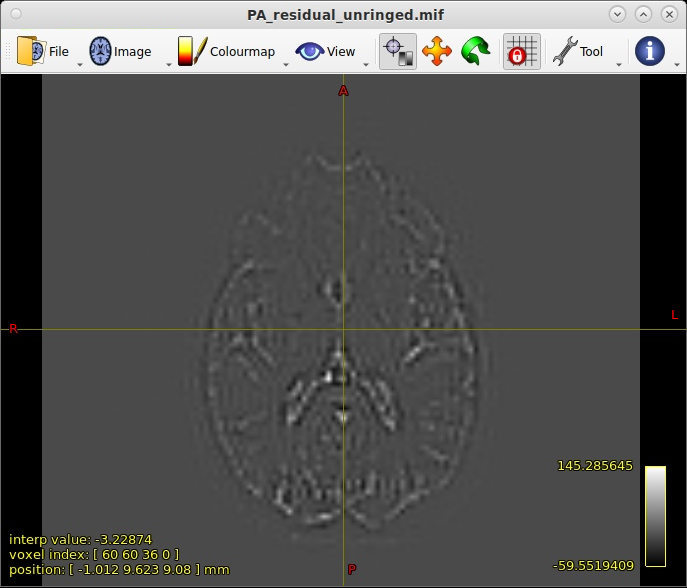 PA_residual_unringed.mif
File Image Colourmap View Tool
A
L
R
145.285645
interp value: -3.22874
voxel index: [ 60 60 36 0 ]
position: [ -1.012 9.623 9.08 ] mm
P
-59.5519409